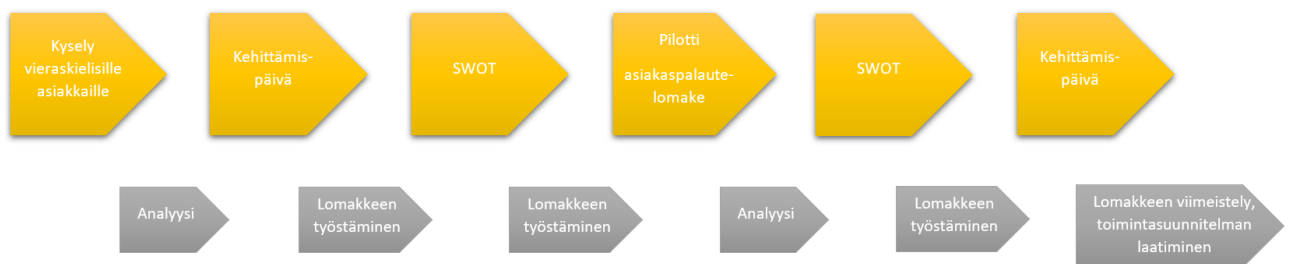 Kysely
vieraskielisille
asiakkaille
Kehittämis-
päivä
SWOT
Pilotti
asiakaspalaute-
lomake
SWOT
Kehittämis-
päivä
Analyysi
Lomakkeen
työstäminen
Lomakkeen
työstäminen
Analyysi
Lomakkeen
työstäminen
Lomakkeen viimeistely,
toimintasuunnitelman
laatiminen